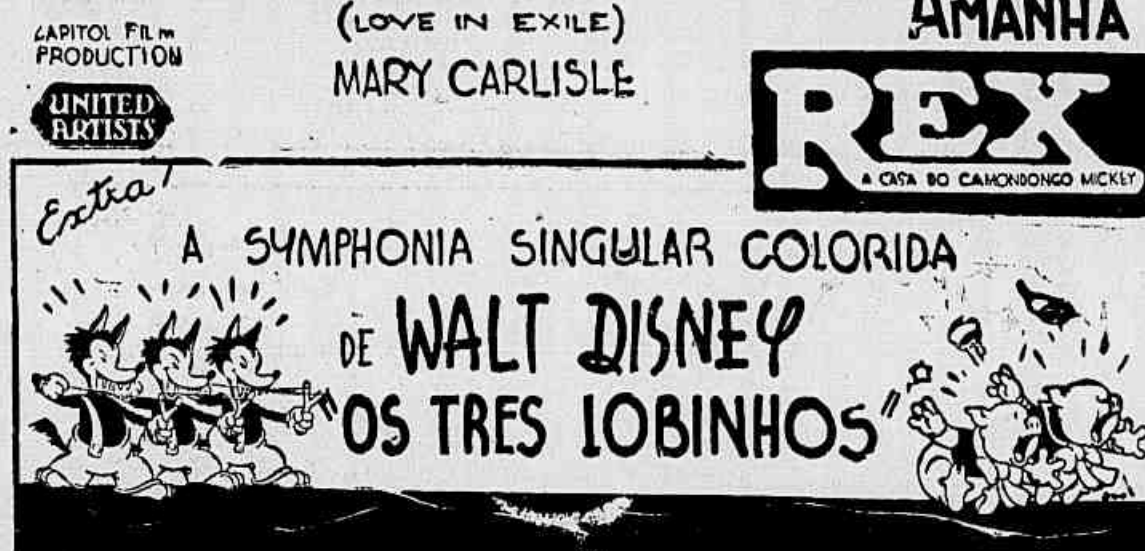 CAPITOL FILM
PRODUCTION
UNITED
ARTISTS
(LOVE IN EXILE)
MARY CARLISLE
AMANHÃ
REX
A CASA DO CAMONDONGO MICKEY
Extra!
A SYMPHONIA SINGULAR COLORIDA
DE WALT DISNEY
"OS TRES LOBINHOS"